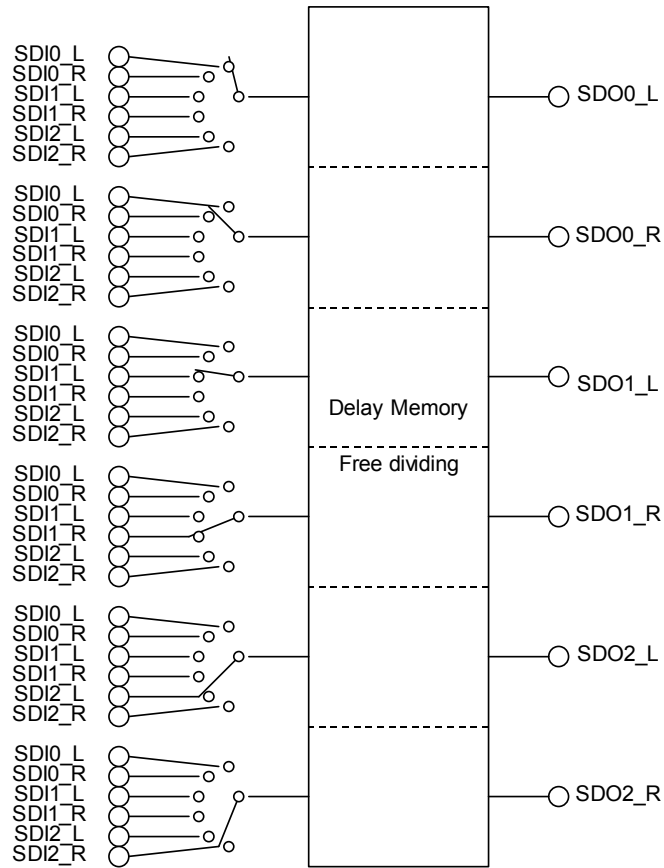 SDI0_L
SDI0_R
SDI1_L
SDI1_R
SDI2_L
SDI2_R
SDO0_L
SDI0_L
SDI0_R
SDI1_L
SDI1_R
SDI2_L
SDI2_R
SDO0_R
SDI0_L
SDI0_R
SDI1_L
SDI1_R
SDI2_L
SDI2_R
SDO1_L
Delay Memory
Free dividing
SDI0_L
SDI0_R
SDI1_L
SDI1_R
SDI2_L
SDI2_R
SDO1_R
SDI0_L
SDI0_R
SDI1_L
SDI1_R
SDI2_L
SDI2_R
SDO2_L
SDI0_L
SDI0_R
SDI1_L
SDI1_R
SDI2_L
SDI2_R
SDO2_R